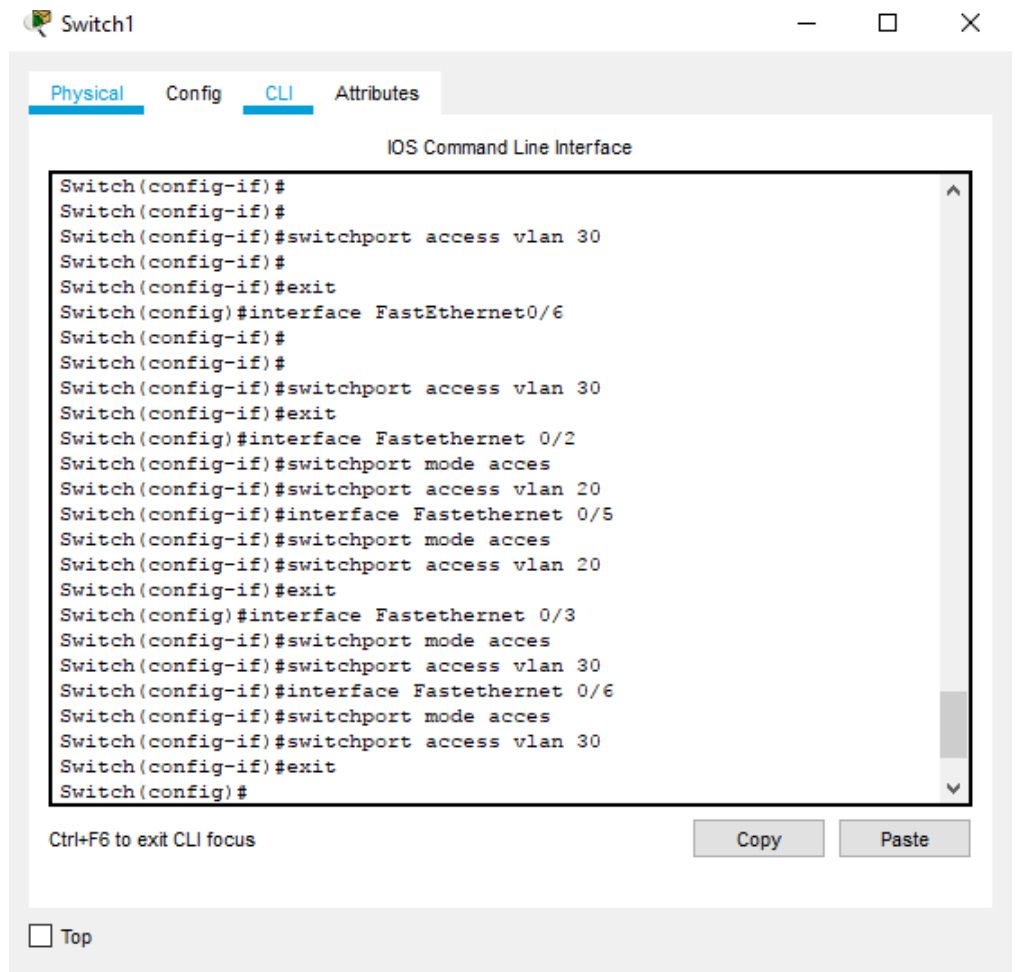 Switch1
Physical Config CLI Attributes
IOS Command Line Interface
Switch(config-if)#
Switch(config-if)#
Switch(config-if)#switchport access vlan 30
Switch(config-if)#
Switch(config-if)#exit
Switch(config)#interface FastEthernet0/6
Switch(config-if)#
Switch(config-if)#
Switch(config-if)#switchport access vlan 30
Switch(config-if)#exit
Switch(config)#interface Fastethernet 0/2
Switch(config-if)#switchport mode acces
Switch(config-if)#switchport access vlan 20
Switch(config-if)#interface Fastethernet 0/5
Switch(config-if)#switchport mode acces
Switch(config-if)#switchport access vlan 20
Switch(config-if)#exit
Switch(config)#interface Fastethernet 0/3
Switch(config-if)#switchport mode acces
Switch(config-if)#switchport access vlan 30
Switch(config-if)#interface Fastethernet 0/6
Switch(config-if)#switchport mode acces
Switch(config-if)#switchport access vlan 30
Switch(config-if)#exit
Switch(config)#
Ctrl+F6 to exit CLI focus Copy Paste
Top